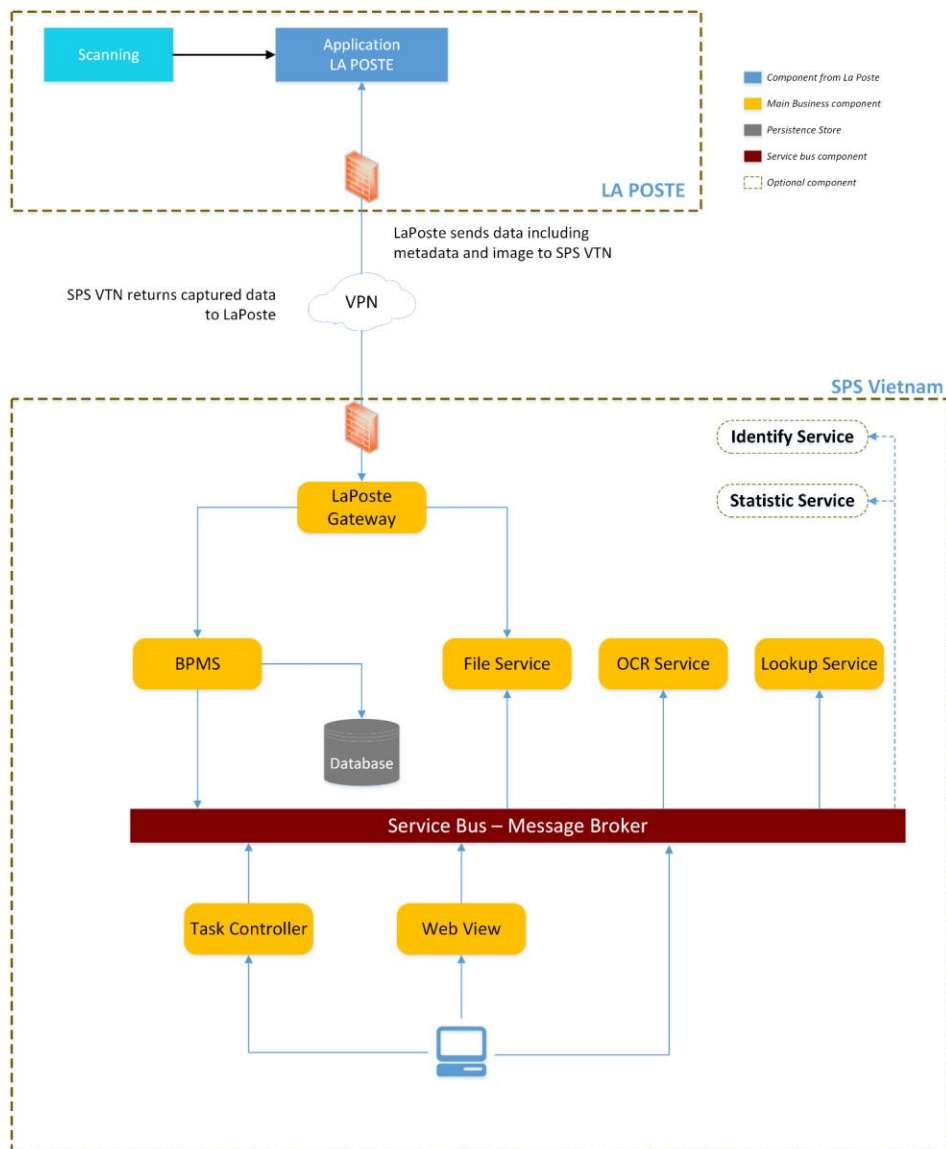 Scanning
Application
LA POSTE
Component from La Poste
Main Business component
Persistence Store
Service bus component
Optional component
LA POSTE
LaPoste sends data including
metadata and image to SPS VTN
SPS VTN returns captured data
to LaPoste
VPN
SPS Vietnam
Identify Service
Statistic Service
LaPoste
Gateway
BPMS
File Service
OCR Service
Lookup Service
Database
Service Bus – Message Broker
Task Controller
Web View